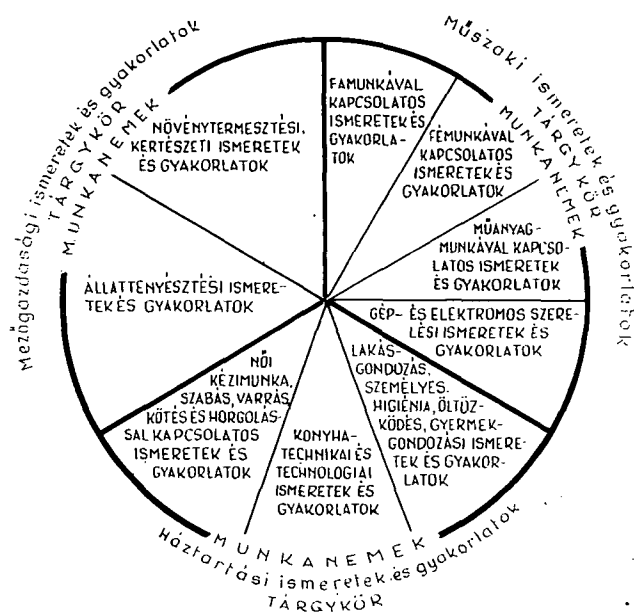 Mezőgazdasági ismeretek és gyakorlatok
TÁRGYKÖR
MUNKANEMEK
Műszaki ismeretek és gyakorlatok
TÁRGYKÖR
MUNKANEMEK
NÖVÉNYTERMESZTÉSI,
KERTÉSZETI ISMERETEK
ÉS GYAKORLATOK
FAMUNKÁVAL
KAPCSOLATOS
ISMERETEK
ÉS GYAKORLA-
TOK
FÉMUNKÁVAL
KAPCSOLATOS
ISMERETEK ÉS
GYAKORLATOK
MŰANYAG-
MUNKÁVAL KAPCSO-
LATOS ISMERETEK
ÉS GYAKORLATOK
ÁLLATTENYÉSZTÉSI ISMERE-
TEK ÉS GYAKORLATOK
GÉP- ÉS ELEKTROMOS SZERE-
LÉSI ISMERETEK ÉS
GYAKORLATOK
NŐI
KÉZIMUNKA,
SZABÁS, VARRÁS,
KÖTÉS ÉS HORGOLÁS-
SAL KAPCSOLATOS
ISMERETEK ÉS
GYAKORLATOK
KONYHA-
TECHNIKAI ÉS
TECHNOLÓGIAI
ISMERETEK ÉS
GYAKORLATOK
LAKÁS-
GONDOZÁS,
SZEMÉLYES
HIGIÉNIA, ÖLTÖZ-
KÖDÉS, GYERMEK-
GONDOZÁSI ISMERE-
TEK ÉS GYAKOR-
LATOK
MUNKANEMEK
Háztartási ismeretek és gyakorlatok
TÁRGYKÖR